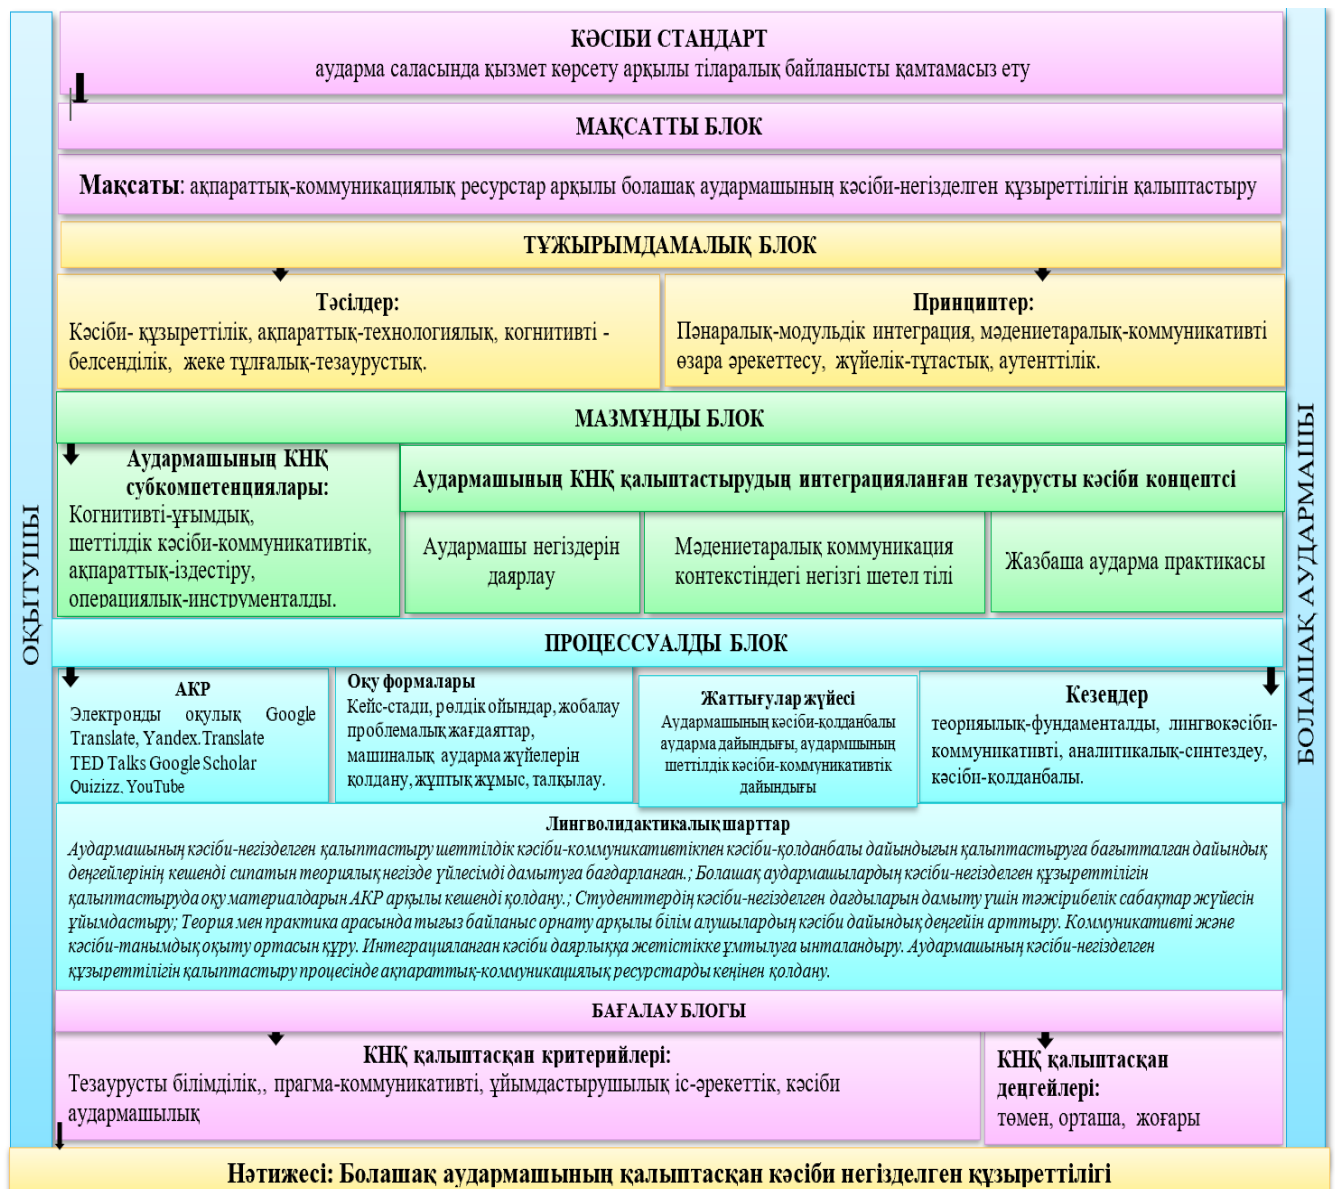 КӘСІБИ СТАНДАРТ
аударма саласында қызмет көрсету арқылы тіларалық байланысты қамтамасыз ету
МАҚСАТТЫ БЛОК
Мақсаты: ақпараттық-коммуникациялық ресурстар арқылы болашақ аудармашының кәсіби-негізделген құзыреттілігін қалыптастыру
ТҰЖЫРЫМДАМАЛЫҚ БЛОК
Тәсілдер:
Кәсіби- құзыреттілік, ақпараттық-технологиялық, когнитивті -
белсенділік, жеке тұлғалық-тезаурустық.
Принциптер:
Пәнаралық-модульдік интеграция, мәдениетаралық-коммуникативті
өзара әрекеттесу, жүйелік-тұтастық, аутенттілік.
МАЗМҰНДЫ БЛОК
Аудармашының КНҚ
субкомпетенциялары:
Когнитивті-ұғымдық,
шеттілдік кәсіби-коммуникативтік,
ақпараттық-іздестіру,
операциялық-инструменталды.
Аудармашының КНҚ қалыптастырудың интеграцияланған тезаурусты кәсіби концептсі
Аудармашы негіздерін
даярлау
Мәдениетаралық коммуникация
контекстіндегі негізгі шетел тілі
Жазбаша аударма практикасы
ОҚЫТУШЫ
БОЛАШАҚ АУДАРМАШЫ
ПРОЦЕССУАЛДЫ БЛОК
АКР
Электронды оқулық Google
Translate, Yandex.Translate
TED Talks Google Scholar
Quizizz, YouTube
Оқу формалары
Кейс-стади, рөлдік ойындар, жобалау
проблемалық жағдаяттар,
машиналық аударма жүйелерін
қолдану, жұптық жұмыс, талқылау.
Жаттығулар жүйесі
Аудармашының кәсіби-қолданбалы
аударма дайындығы, аудармшының
шеттілдік кәсіби-коммуникативтік
дайындығы
Кезеңдер
теорияылық-фундаменталды, лингвокәсіби-
коммуникативті, аналитикалық-синтездеу,
кәсіби-қолданбалы.
Лингволидактикалық шарттар
Аудармашының кәсіби-негізделген қалыптастыру шеттілдік кәсіби-коммуникативтікпен кәсіби-қолданбалы дайындығын қалыптастыруға бағытталған дайындық
деңгейлерінің кешенді сипатын теориялық негізде үйлесімді дамытуға бағдарланған.; Болашақ аудармашылардың кәсіби-негізделген құзыреттілігін
қалыптастыруда оқу материалдарын АКР арқылы кешенді қолдану.; Студенттердің кәсіби-негізделген дағдыларын дамыту үшін тәжірибелік сабақтар жүйесін
ұйымдастыру; Теория мен практика арасында тығыз байланыс орнату арқылы білім алушылардың кәсіби дайындық деңгейін арттыру. Коммуникативті және
кәсіби-танымдық оқыту ортасын құру. Интеграцияланған кәсіби даярлыққа жетістікке ұмтылуға ынталандыру. Аудармашының кәсіби-негізделген
құзыреттілігін қалыптастыру процесінде ақпараттық-коммуникациялық ресурстарды кеңінен қолдану.
БАҒАЛАУ БЛОГЫ
КНҚ қалыптасқан критерийлері:
Тезаурусты білімділік,, прагма-коммуникативті, ұйымдастырушылық іс-әрекеттік, кәсіби
аудармашылық
КНҚ қалыптасқан
деңгейлері:
төмен, орташа, жоғары
Нәтижесі: Болашақ аудармашының қалыптасқан кәсіби негізделген құзыреттілігі